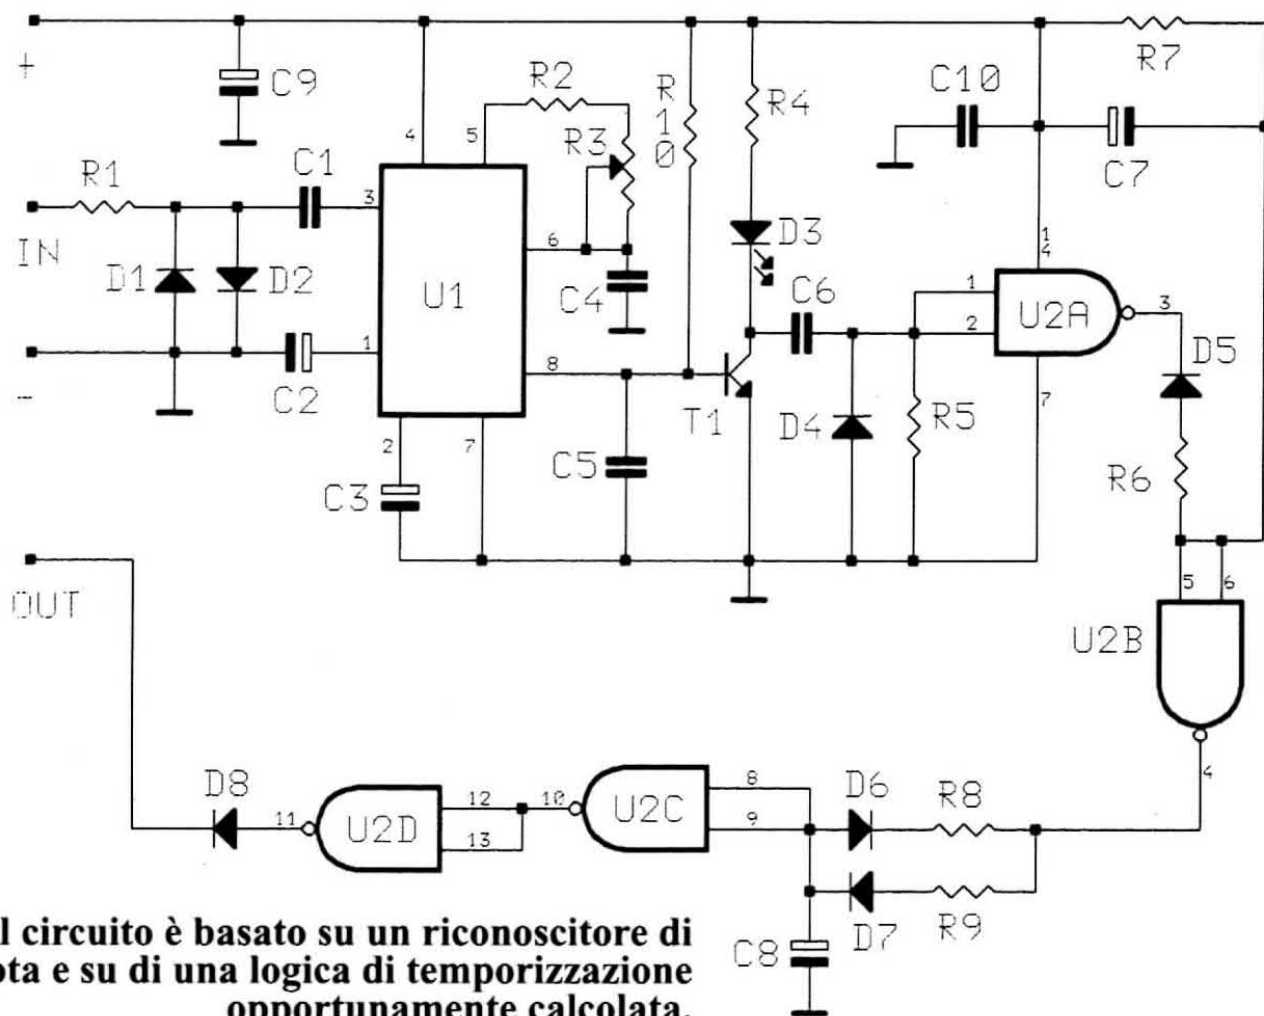 +
C9
R1
C1
3
IN
D1
D2
-
C2
1
4
5
R2
R3
U1
6
C4
8
2
7
C3
C5
R10
R4
D3
T1
C6
D4
R5
C10
R7
C7
14
1
2
U2A
3
7
D5
R6
5
6
U2B
4
OUT
D8
11
U2D
12
13
10
U2C
8
9
D6
R8
D7
R9
C8
l circuito è basato su un riconoscitore di
ota e su di una logica di temporizzazione
opportunamente calcolata.